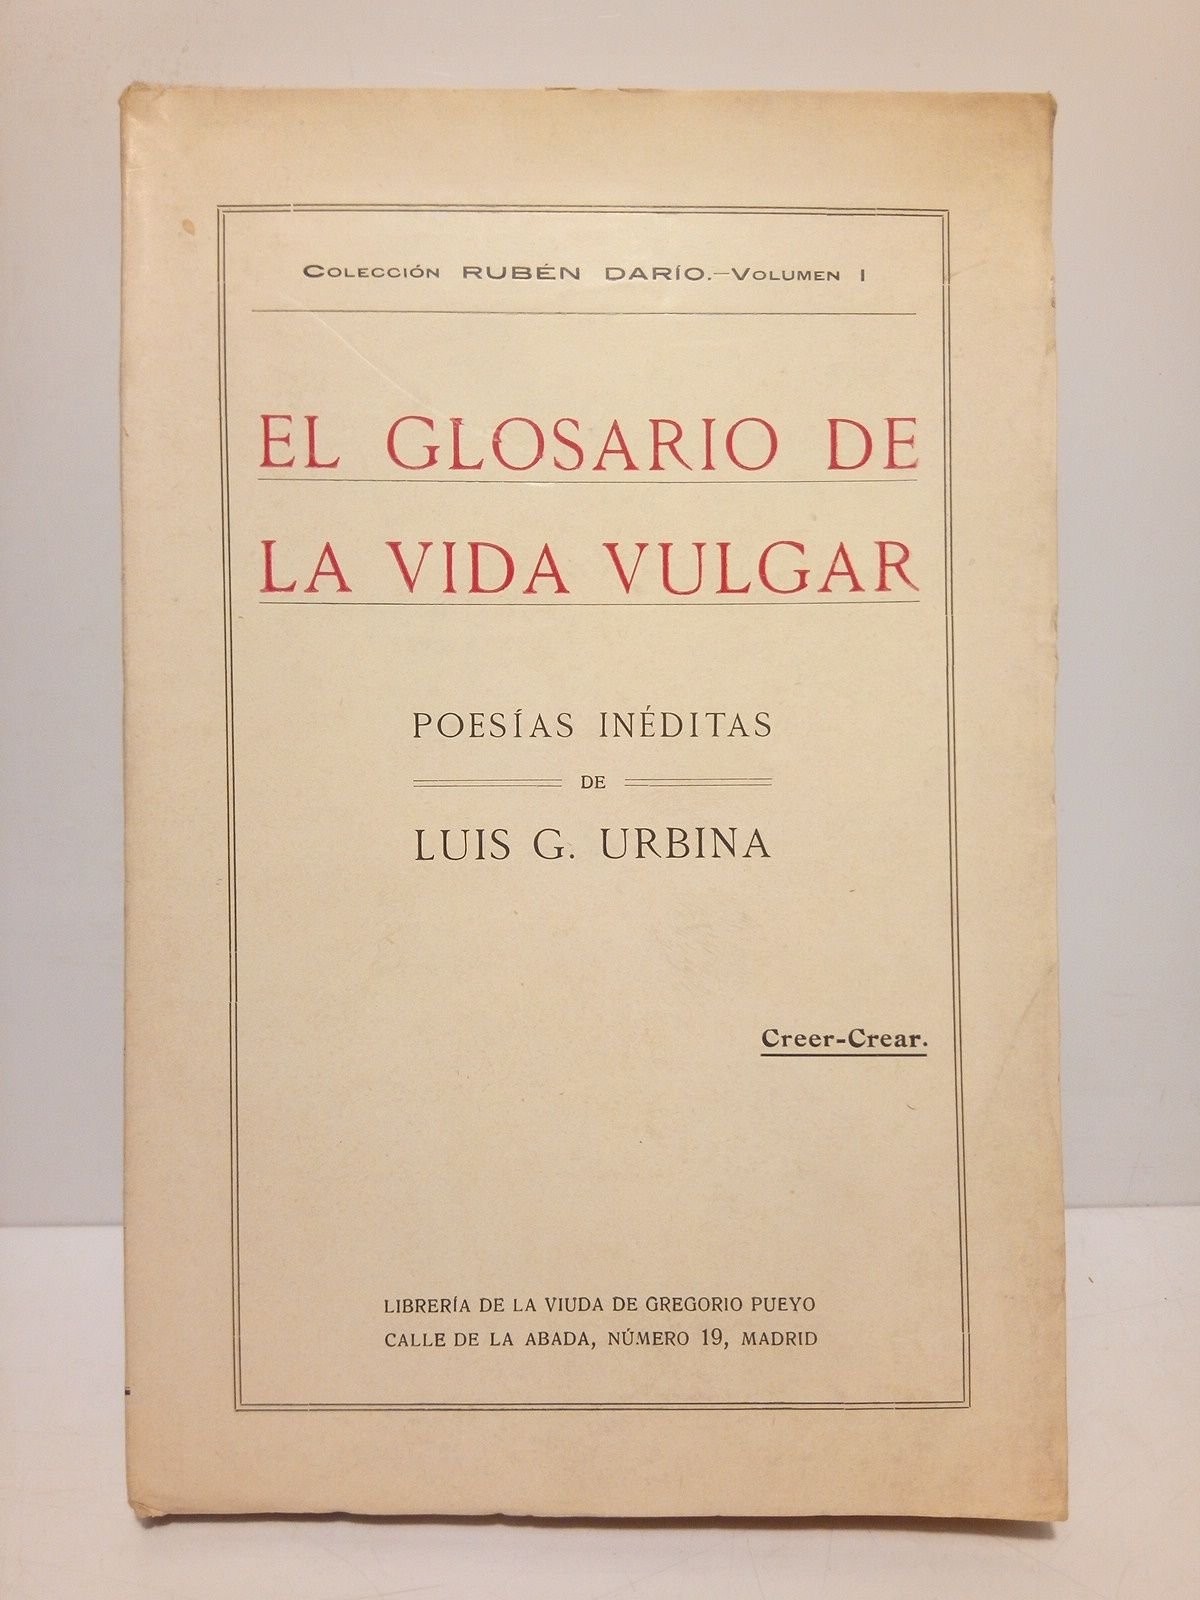 Colección RUBÉN DARÍO.—Volumen I
EL GLOSARIO DE
LA VIDA VULGAR
POESÍAS INÉDITAS
DE
LUIS G. URBINA
Creer-Crear.
LIBRERÍA DE LA VIUDA DE GREGORIO PUEYO
CALLE DE LA ABADA, NÚMERO 19, MADRID